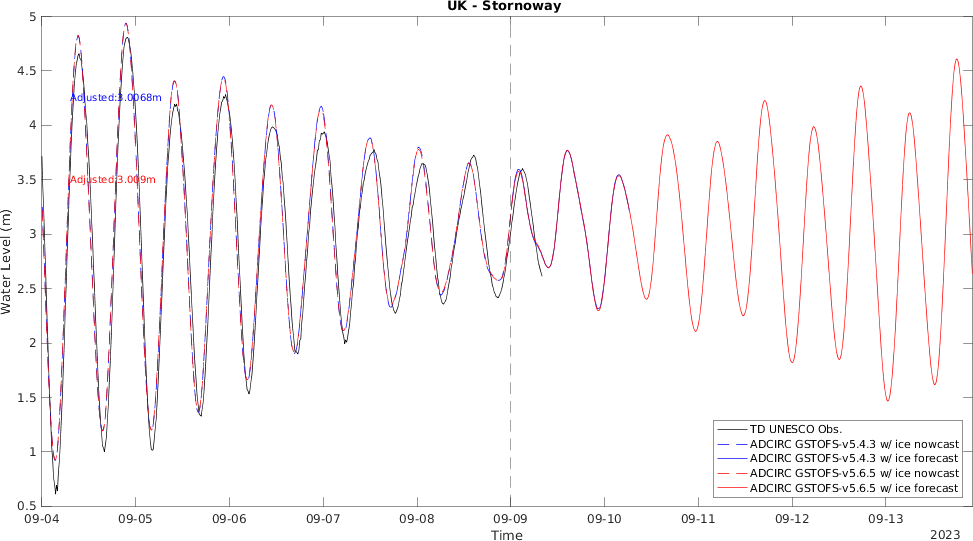 UK - Stornoway
5
4.5
4
3.5
3
2.5
2
1.5
1
0.5
Water Level (m)
Adjusted:3.0068m
Adjusted:3.009m
TD UNESCO Obs.
ADCIRC GSTOFS-v5.4.3 w/ ice nowcast
ADCIRC GSTOFS-v5.4.3 w/ ice forecast
ADCIRC GSTOFS-v5.6.5 w/ ice nowcast
ADCIRC GSTOFS-v5.6.5 w/ ice forecast
09-04 09-05 09-06 09-07 09-08 09-09 09-10 09-11 09-12 09-13
Time
2023